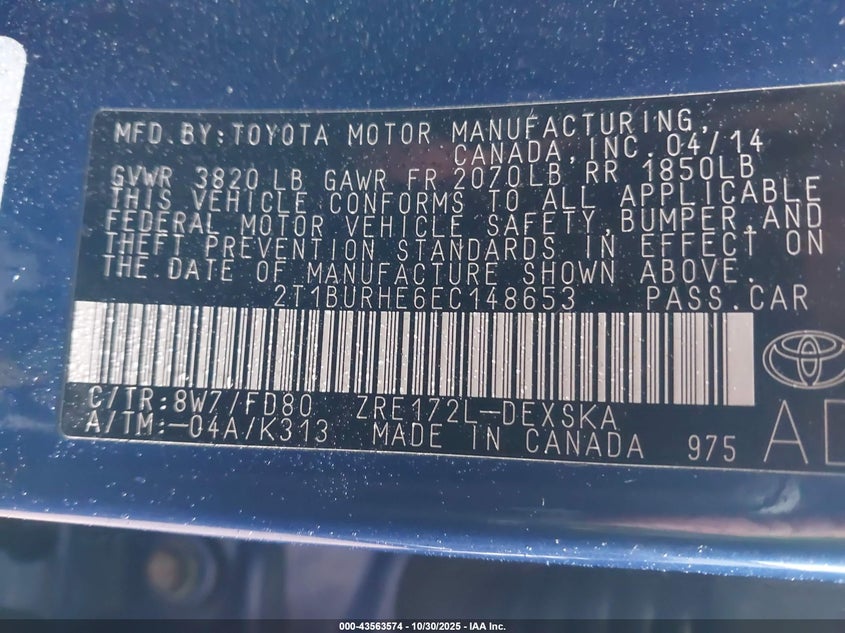 MFD.BY:TOYOTA MOTOR MANUFACTURING,
CANADA,INC.04/14
GVWR 3820 LB GAWR FR 2070LB RR 1850LB
THIS VEHICLE CONFORMS TO ALL APPLICABLE
FEDERAL MOTOR VEHICLE SAFETY,BUMPER,AND
THEFT PREVENTION STANDARDS IN EFFECT ON
THE DATE OF MANUFACTURE SHOWN ABOVE.
2T1BURHE6EC148653 PASS.CAR
C/TR:8W7/FD80 ZRE172L-DEXSKA
A/TM:-04A/K313 MADE IN CANADA 975
000-43563574 | 10/30/2025 - IAA Inc.